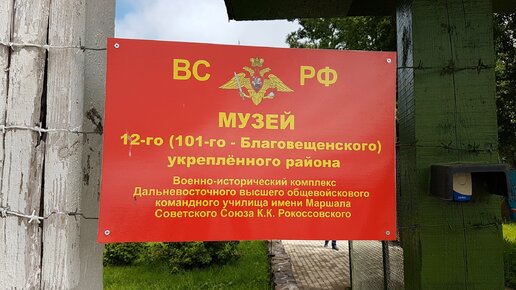 ВС РФ
МУЗЕЙ
12-го (101-го - Благовещенского)
укреплённого района
Военно-исторический комплекс
Дальневосточного высшего общевойскового
командного училища имени Маршала
Советского Союза К.К. Рокоссовского